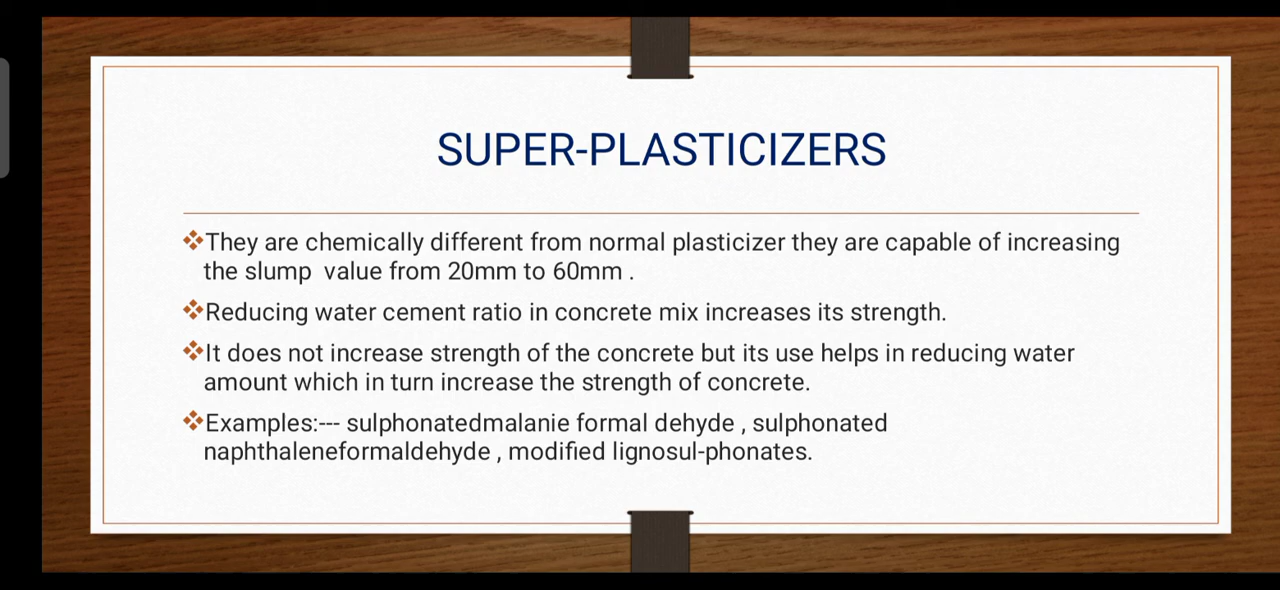 SUPER-PLASTICIZERS
❖They are chemically different from normal plasticizer they are capable of increasing
the slump  value from 20mm to 60mm .
❖Reducing water cement ratio in concrete mix increases its strength.
❖It does not increase strength of the concrete but its use helps in reducing water
amount which in turn increase the strength of concrete.
❖Examples:--- sulphonatedmalanie formal dehyde , sulphonated
naphthaleneformaldehyde , modified lignosul-phonates.